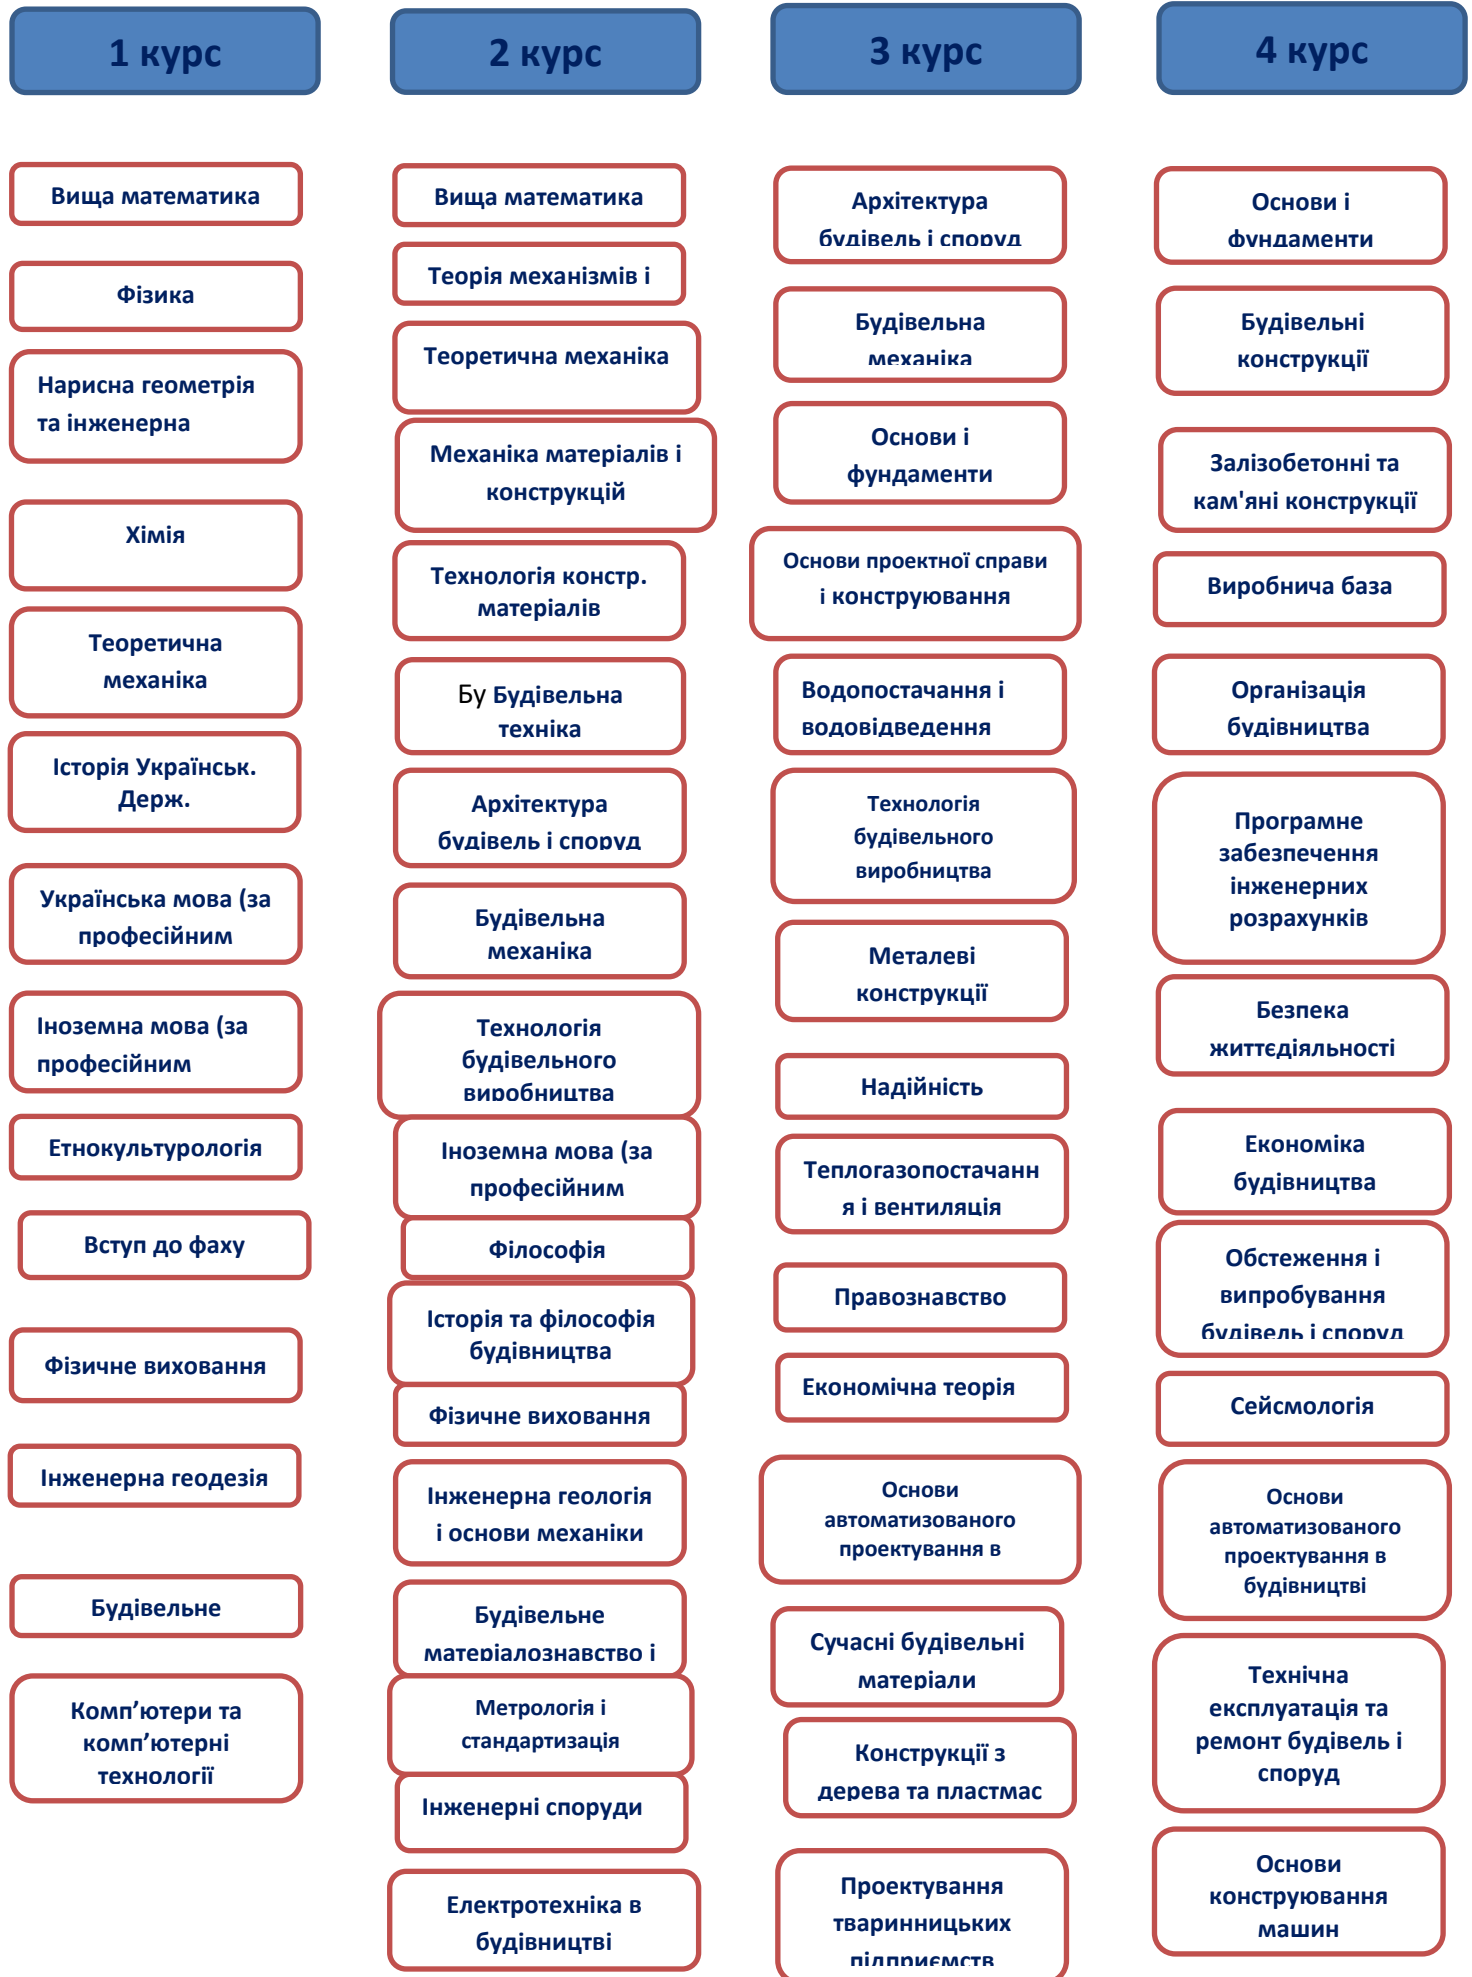 1 курс
Вища математика
Фізика
Нарисна геометрія
та інженерна
Хімія
Теоретична
механіка
Історія Українськ.
Держ.
Українська мова (за
професійним
Іноземна мова (за
професійним
Етнокультурологія
Вступ до фаху
Фізичне виховання
Інженерна геодезія
Будівельне
Комп’ютери та
комп’ютерні
технології
2 курс
Вища математика
Теорія механізмів і
Теоретична механіка
Механіка матеріалів і
конструкцій
Технологія констр.
матеріалів
Бу Будівельна
техніка
Архітектура
будівель і споруд
Будівельна
механіка
Технологія
будівельного
виробництва
Іноземна мова (за
професійним
Філософія
Історія та філософія
будівництва
Фізичне виховання
Інженерна геологія
і основи механіки
Будівельне
матеріалознавство і
Метрологія і
стандартизація
Інженерні споруди
Електротехніка в
будівництві
3 курс
Архітектура
будівель і споруд
Будівельна
механіка
Основи і
фундаменти
Основи проектної справи
і конструювання
Водопостачання і
водовідведення
Технологія
будівельного
виробництва
Металеві
конструкції
Надійність
Теплогазопостачанн
я і вентиляція
Правознавство
Економічна теорія
Основи
автоматизованого
проектування в
Сучасні будівельні
матеріали
Конструкції з
дерева та пластмас
Проектування
тваринницьких
підприємств
4 курс
Основи і
фундаменти
Будівельні
конструкції
Залізобетонні та
кам'яні конструкції
Виробнича база
Організація
будівництва
Програмне
забезпечення
інженерних
розрахунків
Безпека
життєдіяльності
Економіка
будівництва
Обстеження і
випробування
будівель і споруд
Сейсмологія
Основи
автоматизованого
проектування в
будівництві
Технічна
експлуатація та
ремонт будівель і
споруд
Основи
конструювання
машин